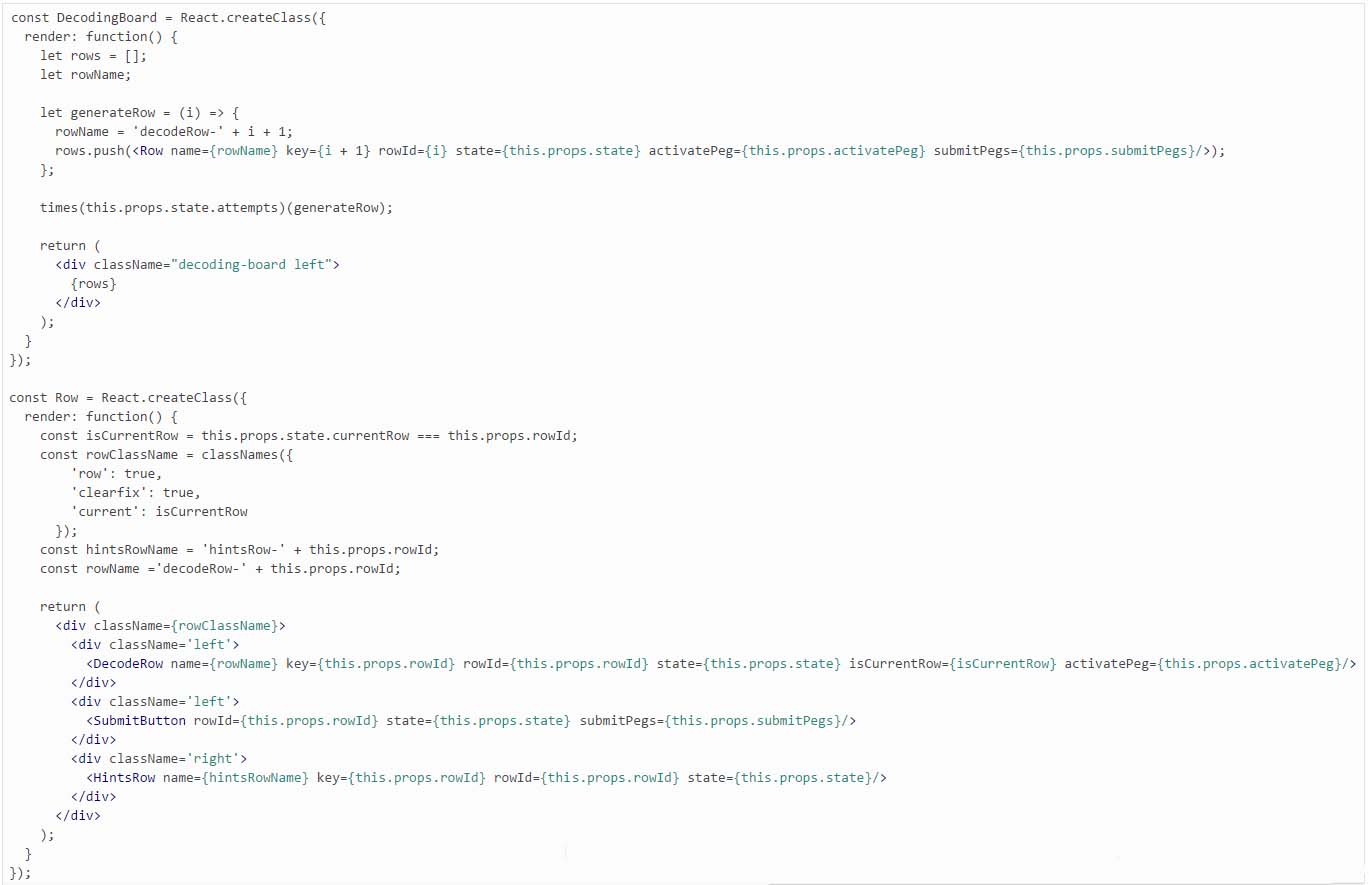 const DecodingBoard = React.createClass({
  render: function() {
    let rows = [];
    let rowName;

    let generateRow = (i) => {
      rowName = 'decodeRow-' + i + 1;
      rows.push(<Row name={rowName} key={i + 1} rowId={i} state={this.props.state} activatePeg={this.props.activatePeg} submitPegs={this.props.submitPegs}/>);
    };

    times(this.props.state.attempts)(generateRow);

    return (
      <div className="decoding-board left">
        {rows}
      </div>
    );
  }
});

const Row = React.createClass({
  render: function() {
    const isCurrentRow = this.props.state.currentRow === this.props.rowId;
    const rowClassName = classNames({
        'row': true,
        'clearfix': true,
        'current': isCurrentRow
      });
    const hintsRowName = 'hintsRow-' + this.props.rowId;
    const rowName ='decodeRow-' + this.props.rowId;

    return (
      <div className={rowClassName}>
        <div className='left'>
          <DecodeRow name={rowName} key={this.props.rowId} rowId={this.props.rowId} state={this.props.state} isCurrentRow={isCurrentRow} activatePeg={this.props.activatePeg}/>
        </div>
        <div className='left'>
          <SubmitButton rowId={this.props.rowId} state={this.props.state} submitPegs={this.props.submitPegs}/>
        </div>
        <div className='right'>
          <HintsRow name={hintsRowName} key={this.props.rowId} rowId={this.props.rowId} state={this.props.state}/>
        </div>
      </div>
    );
  }
});